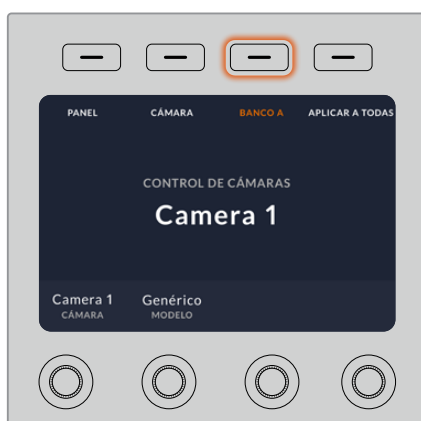 PANEL CÁMARA BANCO A APLICAR A TODAS
CONTROL DE CÁMARAS
Camera 1
Camera 1 Genérico
CÁMARA MODELO